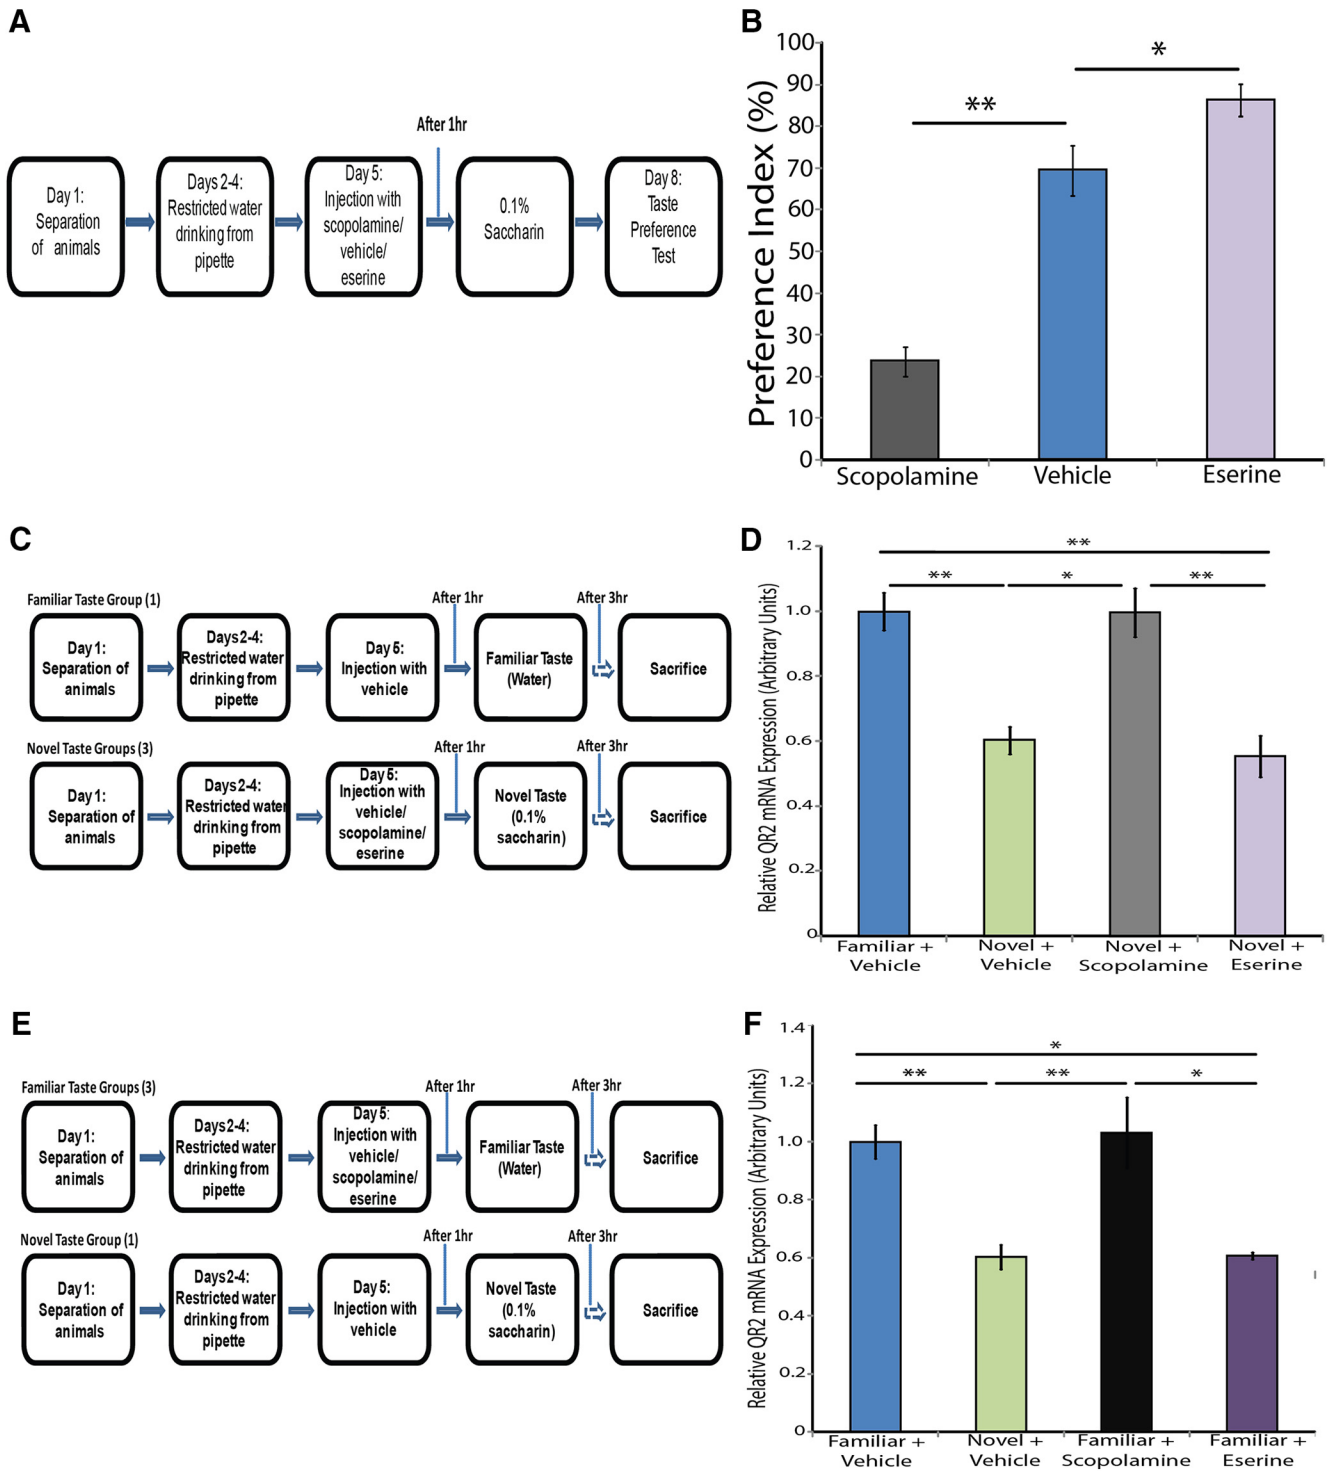 A
After 1hr
Day 1:
Separation
of animals
Days 2-4:
Restricted water
drinking from
pipette
Day 5:
Injection with
scopolamine/
vehicle/
eserine
0.1%
Saccharin
Day 8:
Taste
Preference
Test
B
Preference Index (%)
100
90
80
70
60
50
40
30
20
10
0
**
*
Scopolamine
Vehicle
Eserine
C
Familiar Taste Group (1)
After 1hr
After 3hr
Day 1:
Separation of
animals
Days 2-4:
Restricted water
drinking from
pipette
Day 5:
Injection with
vehicle
Familiar Taste
(Water)
Sacrifice
Novel Taste Groups (3)
After 1hr
After 3hr
Day 1:
Separation of
animals
Days 2-4:
Restricted water
drinking from
pipette
Day 5:
Injection with
vehicle/
scopolamine/
eserine
Novel Taste
(0.1%
saccharin)
Sacrifice
D
Relative QR2 mRNA Expression (Arbitrary Units)
1.2
1.0
0.8
0.6
0.4
0.2
0
**
**
*
**
Familiar +
Vehicle
Novel +
Vehicle
Novel +
Scopolamine
Novel +
Eserine
E
Familiar Taste Groups (3)
After 1hr
After 3hr
Day 1:
Separation of
animals
Days 2-4:
Restricted water
drinking from
pipette
Day 5:
Injection with
vehicle/
scopolamine/
eserine
Familiar Taste
(Water)
Sacrifice
Novel Taste Group (1)
After 1hr
After 3hr
Day 1:
Separation of
animals
Days 2-4:
Restricted water
drinking from
pipette
Day 5:
Injection with
vehicle
Novel Taste
(0.1%
saccharin)
Sacrifice
F
Relative QR2 mRNA Expression (Arbitrary Units)
1.4
1.2
1.0
0.8
0.6
0.4
0.2
0
*
**
**
*
Familiar +
Vehicle
Novel +
Vehicle
Familiar +
Scopolamine
Familiar +
Eserine